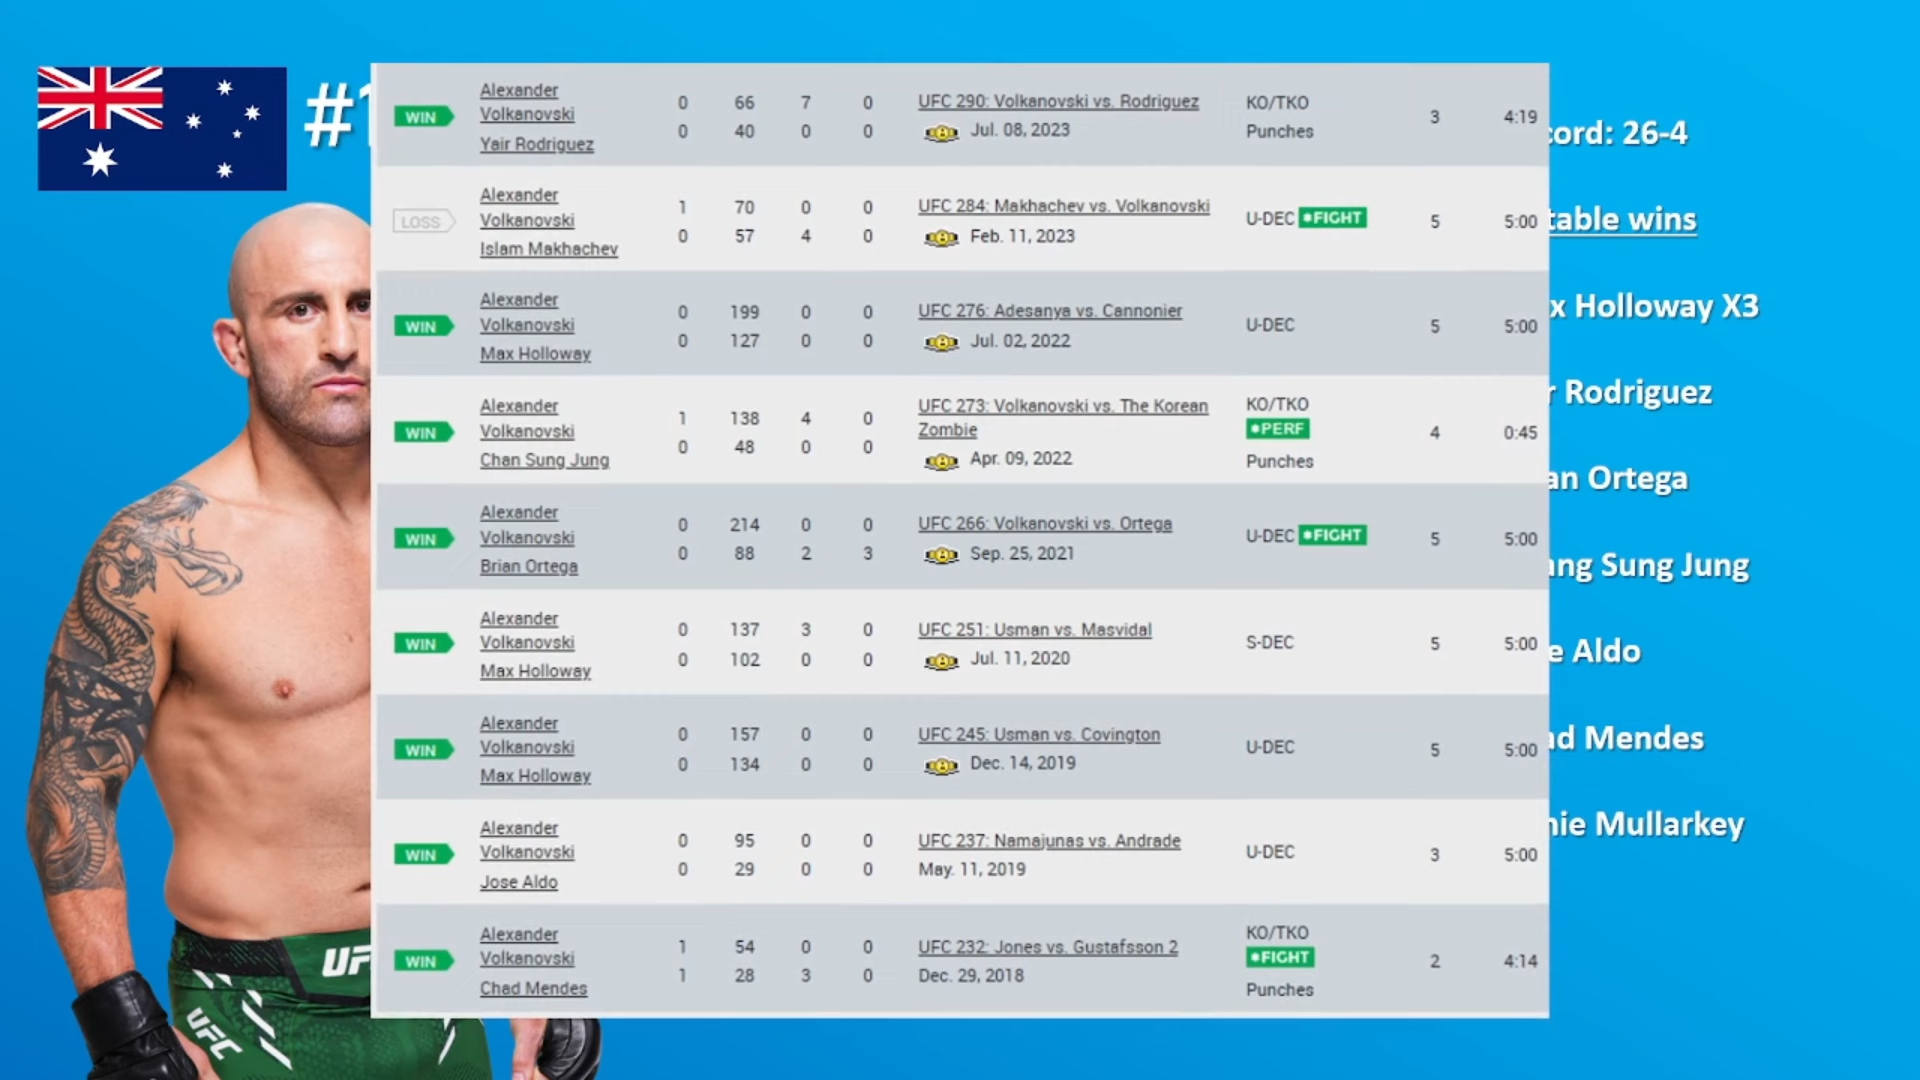 #1
WIN
Alexander
Volkanovski
Yair Rodriguez
0 66 7 0
0 40 0 0
UFC 290: Volkanovski vs. Rodriguez
Jul. 08, 2023
KO/TKO
Punches
3 4:19
LOSS
Alexander
Volkanovski
Islam Makhachev
1 70 0 0
0 57 4 0
UFC 284: Makhachev vs. Volkanovski
Feb. 11, 2023
U-DEC FIGHT
5 5:00
WIN
Alexander
Volkanovski
Max Holloway
0 199 0 0
0 127 0 0
UFC 276: Adesanya vs. Cannonier
Jul. 02, 2022
U-DEC
5 5:00
WIN
Alexander
Volkanovski
Chan Sung Jung
1 138 4 0
0 48 0 0
UFC 273: Volkanovski vs. The Korean
Zombie
Apr. 09, 2022
KO/TKO
PERF
Punches
4 0:45
WIN
Alexander
Volkanovski
Brian Ortega
0 214 0 0
0 88 2 3
UFC 266: Volkanovski vs. Ortega
Sep. 25, 2021
U-DEC FIGHT
5 5:00
WIN
Alexander
Volkanovski
Max Holloway
0 137 3 0
0 102 0 0
UFC 251: Usman vs. Masvidal
Jul. 11, 2020
S-DEC
5 5:00
WIN
Alexander
Volkanovski
Max Holloway
0 157 0 0
0 134 0 0
UFC 245: Usman vs. Covington
Dec. 14, 2019
U-DEC
5 5:00
WIN
Alexander
Volkanovski
Jose Aldo
0 95 0 0
0 29 0 0
UFC 237: Namajunas vs. Andrade
May. 11, 2019
U-DEC
3 5:00
WIN
Alexander
Volkanovski
Chad Mendes
1 54 0 0
1 28 3 0
UFC 232: Jones vs. Gustafsson 2
Dec. 29, 2018
KO/TKO
FIGHT
Punches
2 4:14
cord: 26-4
table wins
x Holloway X3
r Rodriguez
an Ortega
ang Sung Jung
e Aldo
ad Mendes
nie Mullarkey
UF
UFC